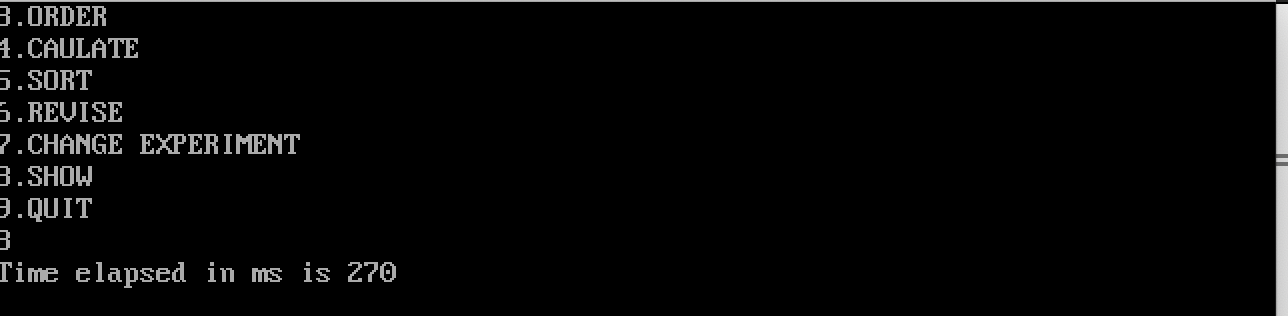 3.ORDER
4.CAULATE
5.SORT
6.REVISE
7.CHANGE EXPERIMENT
8.SHOW
9.QUIT
Time elapsed in ms is 270